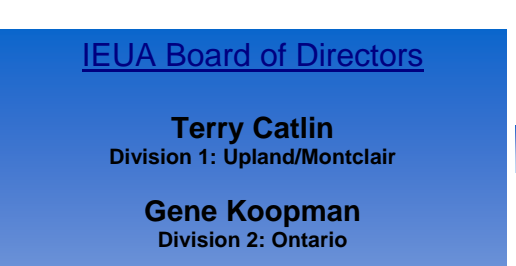 IEUA Board of Directors
Terry Catlin
Division 1: Upland/Montclair
Gene Koopman
Division 2: Ontario